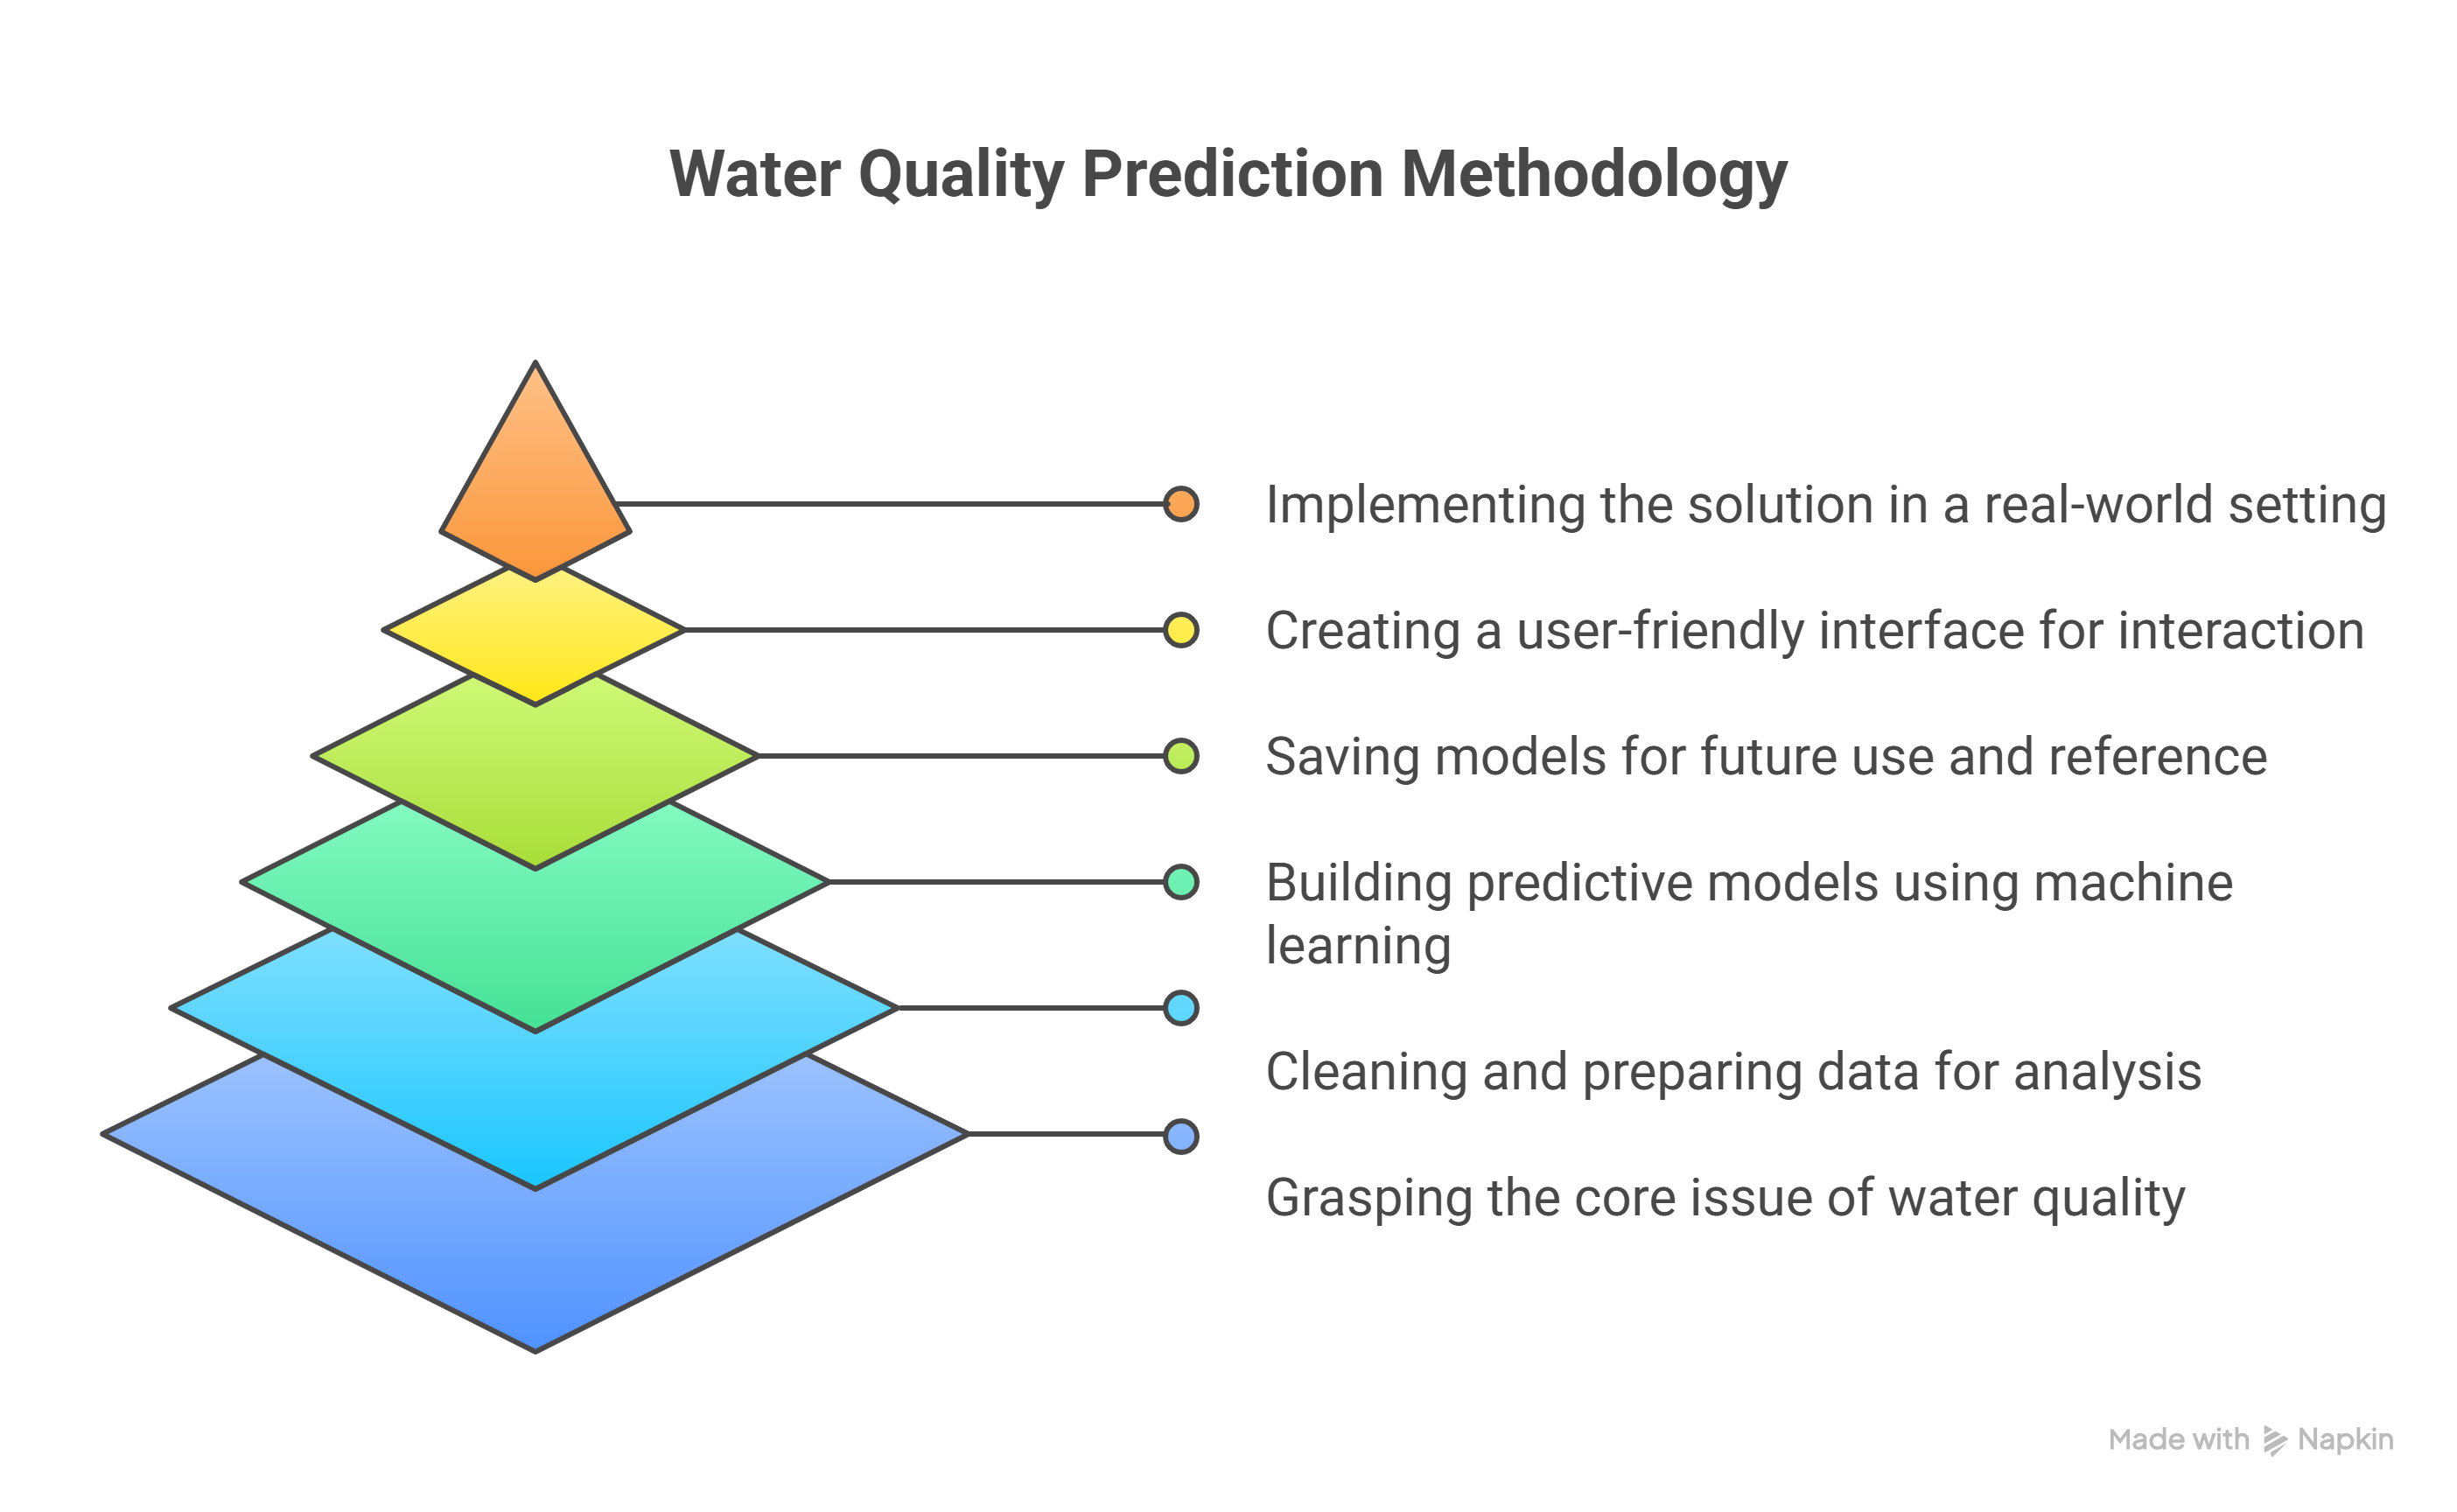 Water Quality Prediction Methodology
Implementing the solution in a real-world setting
Creating a user-friendly interface for interaction
Saving models for future use and reference
Building predictive models using machine
learning
Cleaning and preparing data for analysis
Grasping the core issue of water quality
Made with Napkin